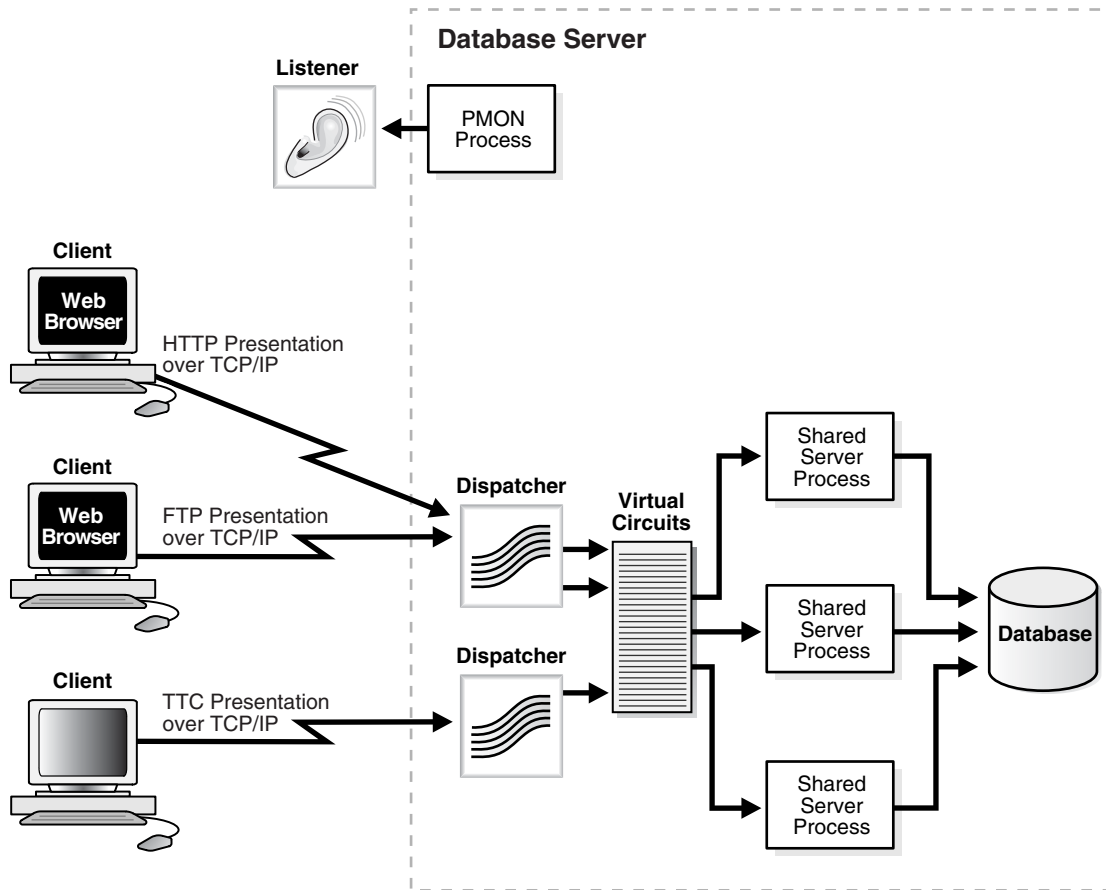 Database Server
Listener
PMON
Process
Client
Web
Browser
HTTP Presentation
over TCP/IP
Client
Web
Browser
FTP Presentation
over TCP/IP
Dispatcher
Virtual
Circuits
Shared
Server
Process
Shared
Server
Process
Database
Client
TTC Presentation
over TCP/IP
Dispatcher
Shared
Server
Process